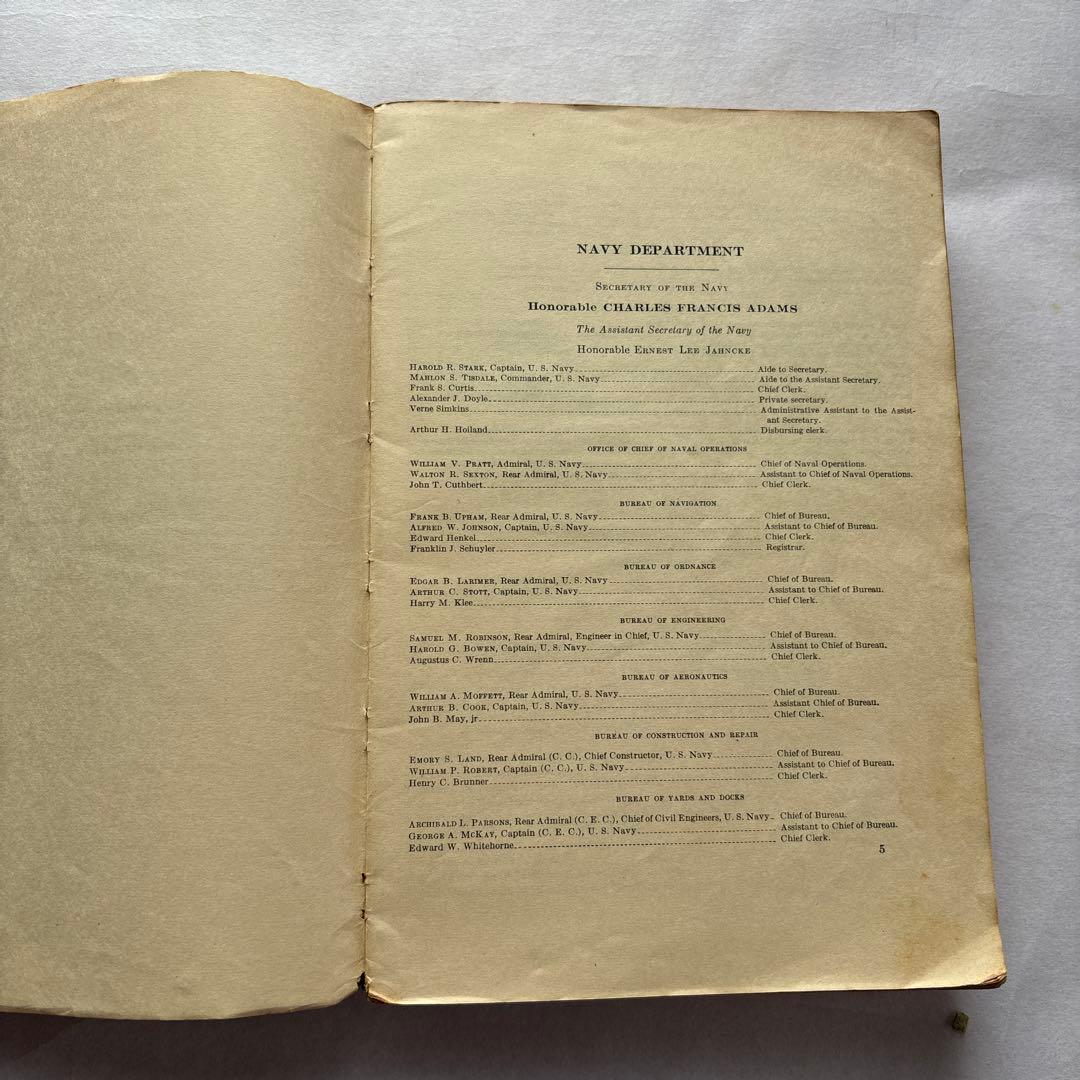 NAVY DEPARTMENT
SECRETARY OF THE NAVY
Honorable CHARLES FRANCIS ADAMS
The Assistant Secretary of the Navy
Honorable ERNEST LEE JAHNCKE
HAROLD R. STARK, Captain, U. S. Navy Aide to Secretary.
MAHLON S. TISDALE, Commander, U. S. Navy Aide to the Assistant Secretary.
Frank S. Curtis Chief Clerk.
Alexander J. Doyle Private secretary.
Verne Simkins Administrative Assistant to the Assist-
ant Secretary.
Arthur H. Holland Disbursing clerk.
OFFICE OF CHIEF OF NAVAL OPERATIONS
WILLIAM V. PRATT, Admiral, U. S. Navy Chief of Naval Operations.
WALTON R. SEXTON, Rear Admiral, U. S. Navy Assistant to Chief of Naval Operations.
John T. Cuthbert Chief Clerk.
BUREAU OF NAVIGATION
FRANK B. UPHAM, Rear Admiral, U. S. Navy Chief of Bureau.
ALFRED W. JOHNSON, Captain, U. S. Navy Assistant to Chief of Bureau.
Edward Henkel Chief Clerk.
Franklin J. Schuyler Registrar.
BUREAU OF ORDNANCE
EDGAR B. LARIMER, Rear Admiral, U. S. Navy Chief of Bureau.
ARTHUR C. STOTT, Captain, U. S. Navy Assistant to Chief of Bureau.
Harry M. Klee Chief Clerk.
BUREAU OF ENGINEERING
SAMUEL M. ROBINSON, Rear Admiral, Engineer in Chief, U. S. Navy Chief of Bureau.
HAROLD G. BOWEN, Captain, U. S. Navy Assistant to Chief of Bureau.
Augustus C. Wrenn Chief Clerk.
BUREAU OF AERONAUTICS
WILLIAM A. MOFFETT, Rear Admiral, U. S. Navy Chief of Bureau.
ARTHUR B. COOK, Captain, U. S. Navy Assistant Chief of Bureau.
John B. May, jr Chief Clerk.
BUREAU OF CONSTRUCTION AND REPAIR
EMORY S. LAND, Rear Admiral (C. C.), Chief Constructor, U. S. Navy Chief of Bureau.
WILLIAM P. ROBERT, Captain (C. C.), U. S. Navy Assistant to Chief of Bureau.
Henry C. Brunner Chief Clerk.
BUREAU OF YARDS AND DOCKS
ARCHIBALD L. PARSONS, Rear Admiral (C. E. C.), Chief of Civil Engineers, U. S. Navy Chief of Bureau.
GEORGE A. MCKAY, Captain (C. E. C.), U. S. Navy Assistant to Chief of Bureau.
Edward W. Whitehorne Chief Clerk.
5